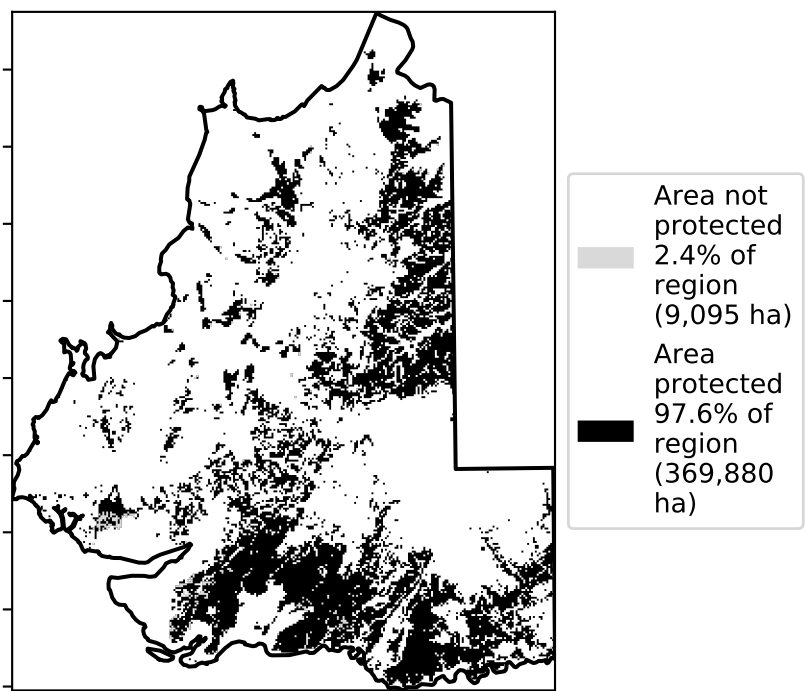 Area not
protected
2.4% of
region
(9,095 ha)
Area
protected
97.6% of
region
(369,880
ha)